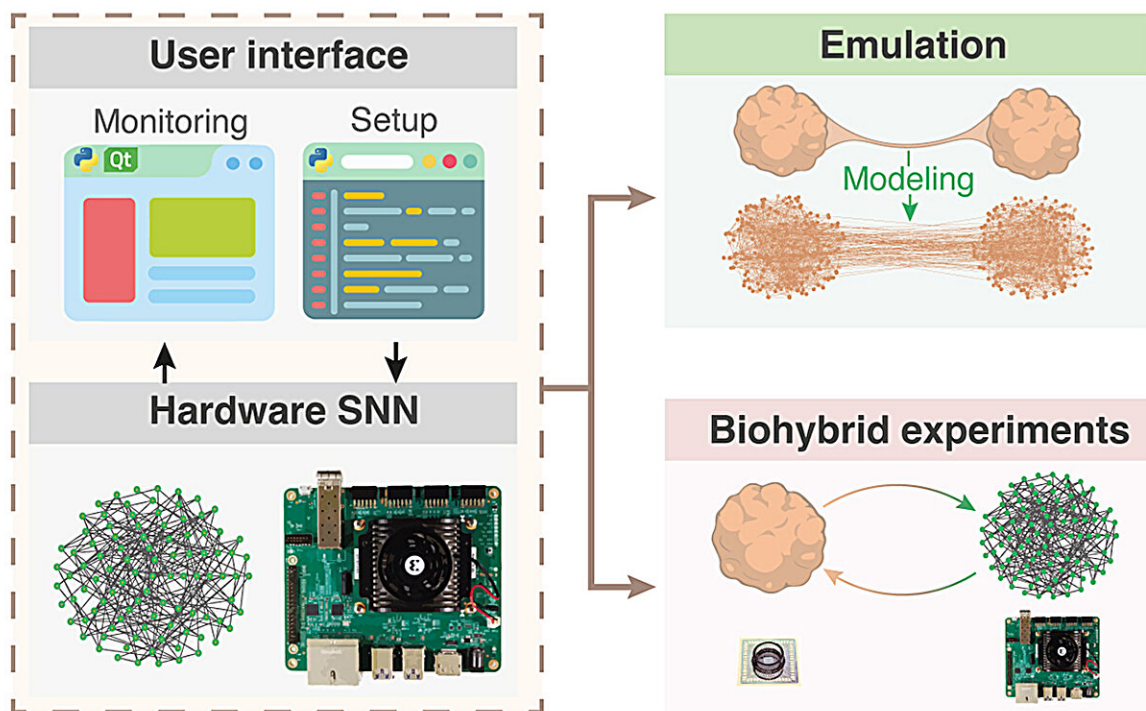 User interface
Monitoring
Setup
Qt
Hardware SNN
Emulation
Modeling
Biohybrid experiments